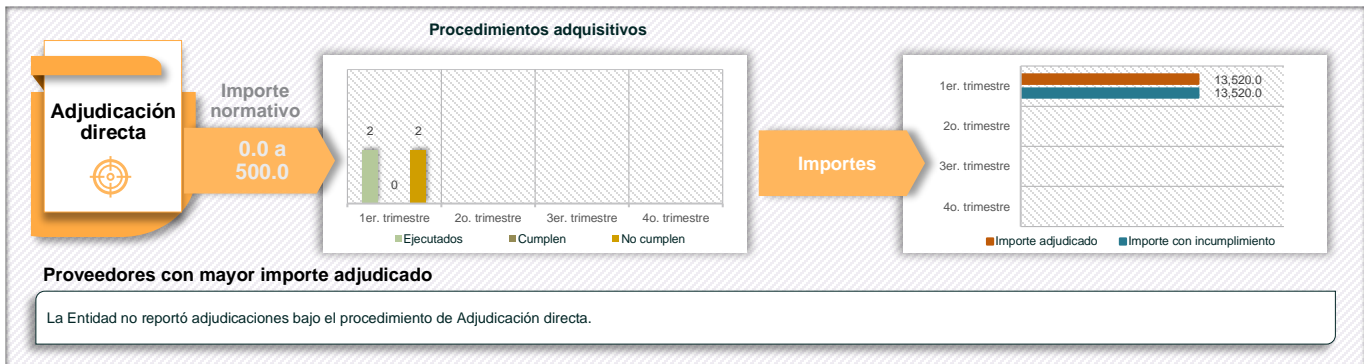 Procedimientos adquisitivos
Adjudicación
directa
Importe
normativo
0.0 a
500.0
2
0
2
1er. trimestre
2o. trimestre
3er. trimestre
4o. trimestre
Ejecutados
Cumplen
No cumplen
Importes
1er. trimestre
13,520.0
13,520.0
2o. trimestre
3er. trimestre
4o. trimestre
Importe adjudicado
Importe con incumplimiento
Proveedores con mayor importe adjudicado
La Entidad no reportó adjudicaciones bajo el procedimiento de Adjudicación directa.